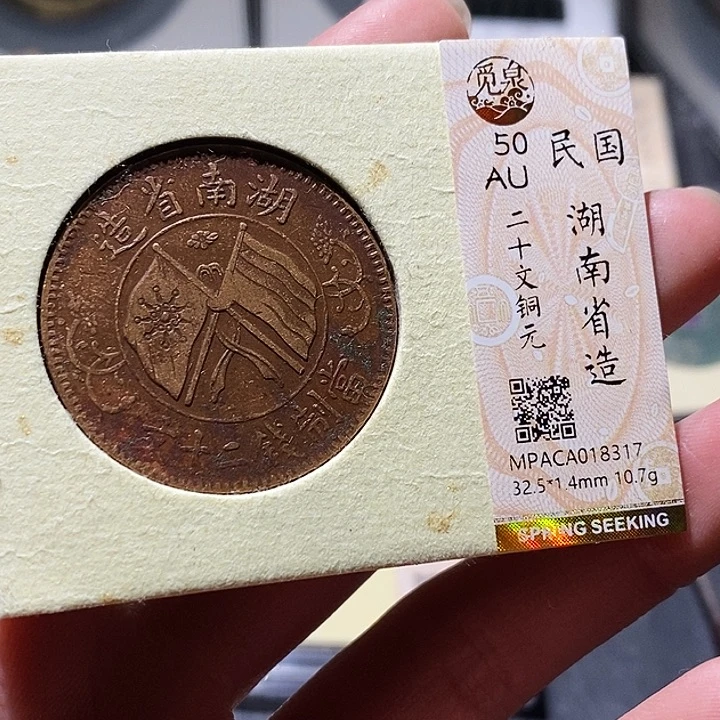 湖南省造
當制錢二十文
觅泉
50
AU
民国
湖南省造
二十文铜元
MPACA018317
32.5*1.4mm 10.7g
SPRING SEEKING